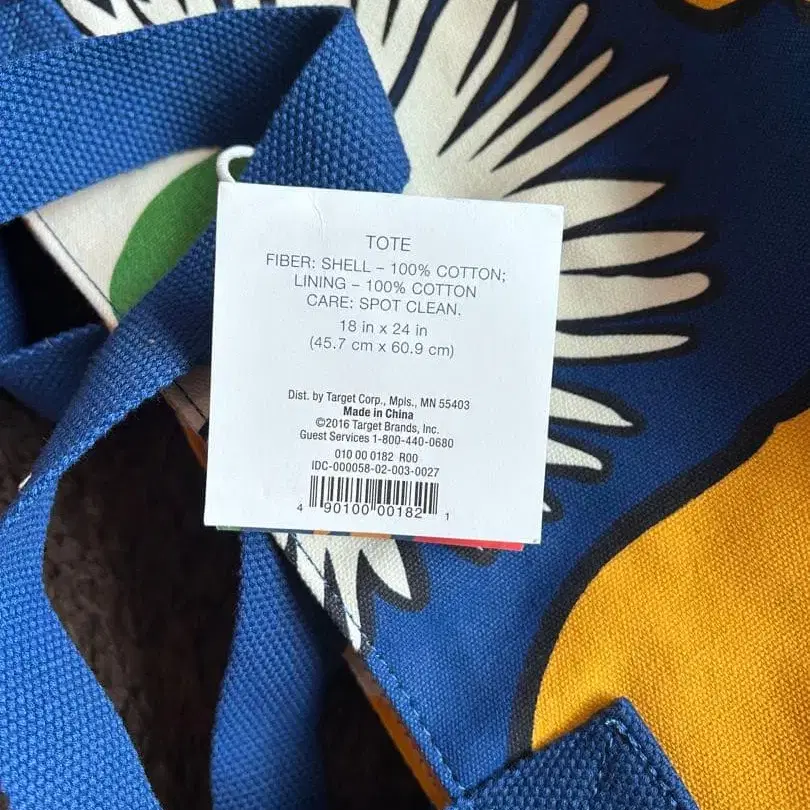 TOTE
FIBER: SHELL – 100% COTTON;
LINING – 100% COTTON
CARE: SPOT CLEAN.
18 in x 24 in
(45.7 cm x 60.9 cm)
Dist. by Target Corp., Mpls., MN 55403
Made in China
©2016 Target Brands, Inc.
Guest Services 1-800-440-0680
010 00 0182 R00
IDC-000058-02-003-0027
4 90100 00182 1